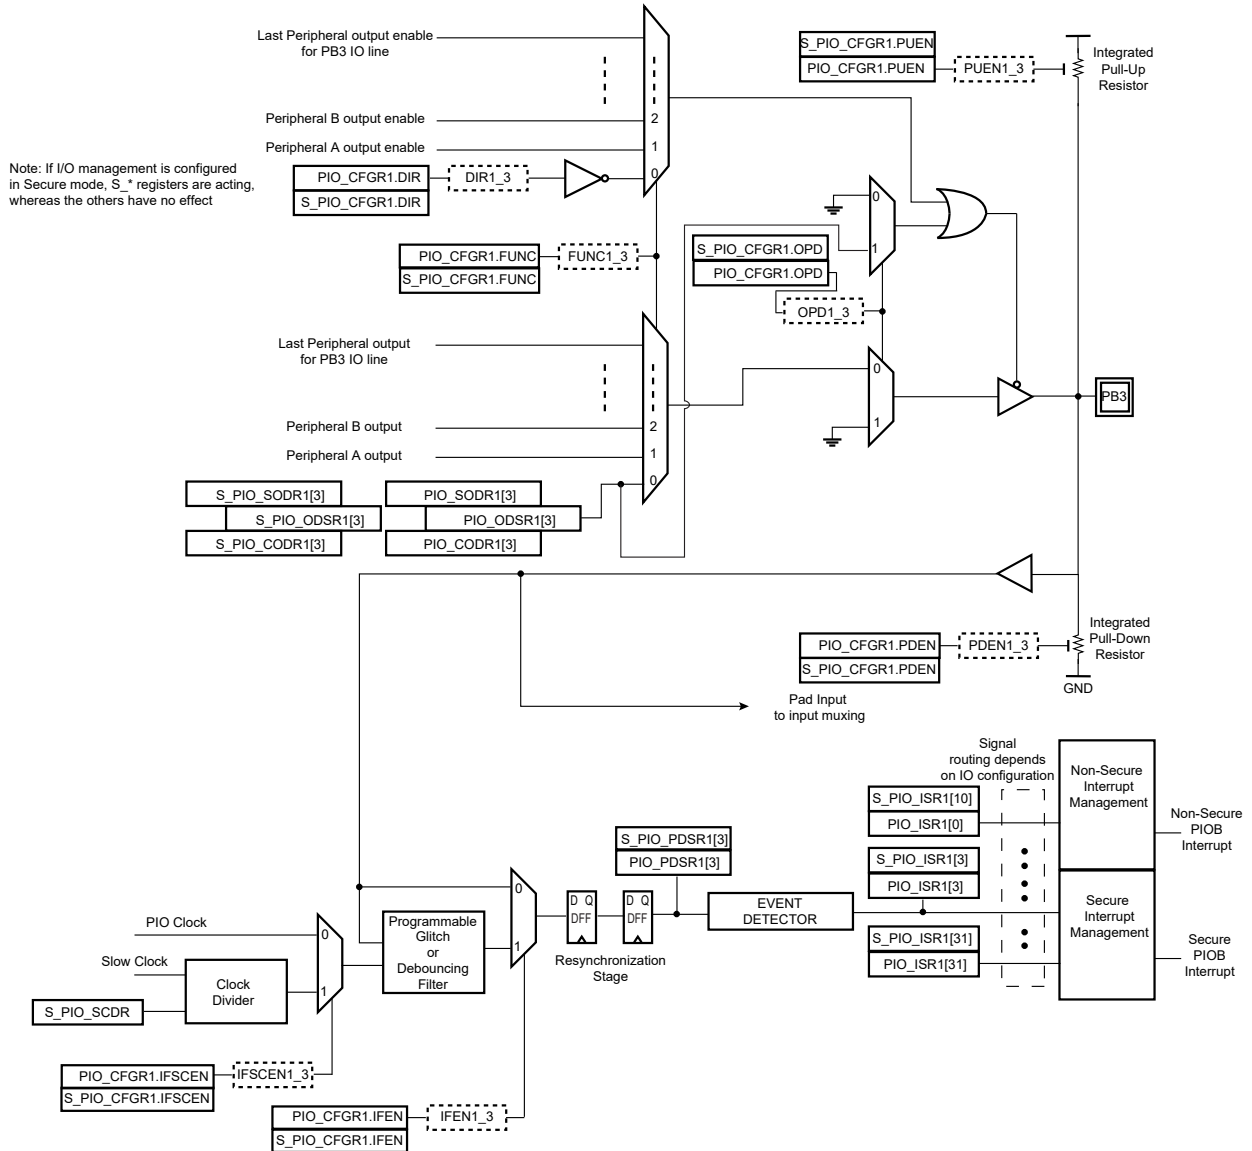 Last Peripheral output enable
for PB3 IO line
Peripheral B output enable
Peripheral A output enable
2
1
0
Note: If I/O management is configured
in Secure mode, S_* registers are acting,
whereas the others have no effect
PIO_CFGR1.DIR
S_PIO_CFGR1.DIR
DIR1_3
PIO_CFGR1.FUNC
S_PIO_CFGR1.FUNC
FUNC1_3
S_PIO_CFGR1.PUEN
PIO_CFGR1.PUEN
PUEN1_3
Integrated
Pull-Up
Resistor
0
1
S_PIO_CFGR1.OPD
PIO_CFGR1.OPD
OPD1_3
Last Peripheral output
for PB3 IO line
Peripheral B output
Peripheral A output
2
1
0
0
1
PB3
S_PIO_SODR1[3]
S_PIO_ODSR1[3]
S_PIO_CODR1[3]
PIO_SODR1[3]
PIO_ODSR1[3]
PIO_CODR1[3]
PIO_CFGR1.PDEN
S_PIO_CFGR1.PDEN
PDEN1_3
Integrated
Pull-Down
Resistor
GND
Pad Input
to input muxing
Signal
routing depends
on IO configuration
S_PIO_ISR1[10]
PIO_ISR1[0]
S_PIO_ISR1[3]
PIO_ISR1[3]
S_PIO_ISR1[31]
PIO_ISR1[31]
Non-Secure
Interrupt
Management
Non-Secure
PIOB
Interrupt
Secure
Interrupt
Management
Secure
PIOB
Interrupt
S_PIO_PDSR1[3]
PIO_PDSR1[3]
EVENT
DETECTOR
D Q
DFF
D Q
DFF
Resynchronization
Stage
0
1
Programmable
Glitch
or
Debouncing
Filter
PIO Clock
Slow Clock
0
1
Clock
Divider
S_PIO_SCDR
PIO_CFGR1.IFSCEN
S_PIO_CFGR1.IFSCEN
IFSCEN1_3
PIO_CFGR1.IFEN
S_PIO_CFGR1.IFEN
IFEN1_3